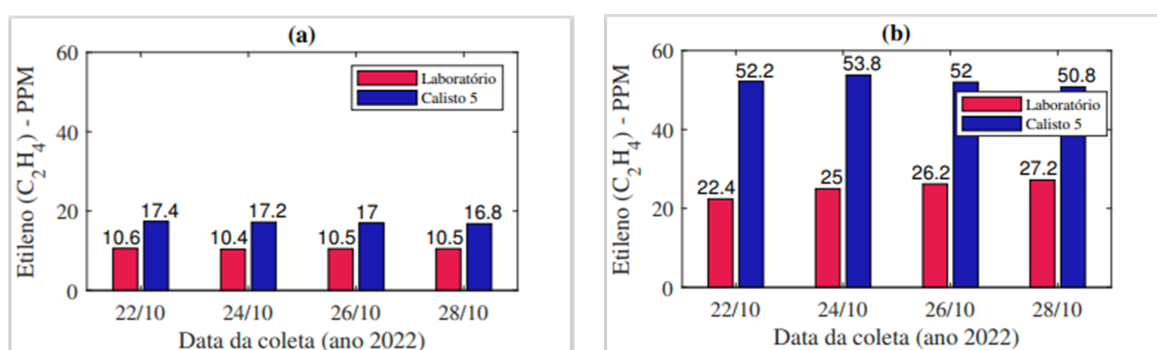 (a)
60
40
20
0
Etileno (C2H4) - PPM
Laboratório
Calisto 5
10.6 17.4 10.4 17.2 10.5 17 10.5 16.8
22/10 24/10 26/10 28/10
Data da coleta (ano 2022)
(b)
60
40
20
0
Etileno (C2H4) - PPM
Laboratório
Calisto 5
22.4 52.2 25 53.8 26.2 52 27.2 50.8
22/10 24/10 26/10 28/10
Data da coleta (ano 2022)